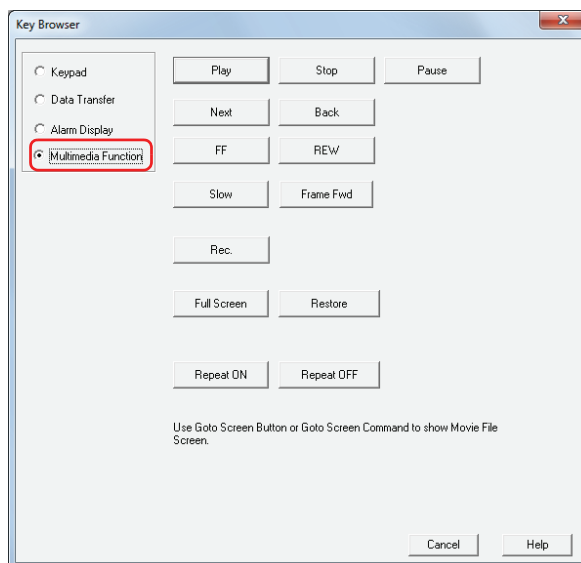 Key Browser
Keypad
Data Transfer
Alarm Display
Multimedia Function
Play Stop Pause
Next Back
FF REW
Slow Frame Fwd
Rec.
Full Screen Restore
Repeat ON Repeat OFF
Use Goto Screen Button or Goto Screen Command to show Movie File
Screen.
Cancel Help